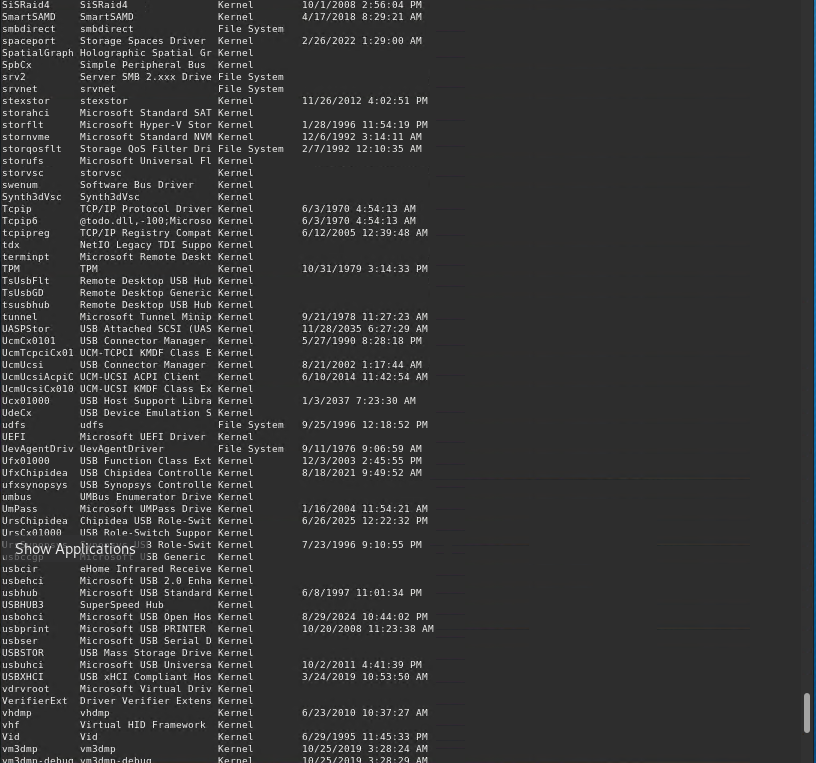 SiSRaid4 SiSRaid4 Kernel 10/1/2008 2:56:04 PM
SmartSAMD SmartSAMD Kernel 4/17/2018 8:29:21 AM
smbdirect smbdirect File System
spaceport Storage Spaces Driver Kernel 2/26/2022 1:29:00 AM
SpatialGraph Holographic Spatial Gr Kernel
SpbCx Simple Peripheral Bus Kernel
srv2 Server SMB 2.xxx Drive File System
srvnet srvnet File System
stexstor stexstor Kernel 11/26/2012 4:02:51 PM
storahci Microsoft Standard SAT Kernel
storflt Microsoft Hyper-V Stor Kernel 1/28/1996 11:54:19 PM
stornvme Microsoft Standard NVM Kernel 12/6/1992 3:14:11 AM
storqosflt Storage QoS Filter Dri File System 2/7/1992 12:10:35 AM
storufs Microsoft Universal Fl Kernel
storvsc storvsc Kernel
swenum Software Bus Driver Kernel
Synth3dVsc Synth3dVsc Kernel
Tcpip TCP/IP Protocol Driver Kernel 6/3/1970 4:54:13 AM
Tcpip6 @todo.dll,-100;Microso Kernel 6/3/1970 4:54:13 AM
tcpipreg TCP/IP Registry Compat Kernel 6/12/2005 12:39:48 AM
tdx NetIO Legacy TDI Suppo Kernel
terminpt Microsoft Remote Deskt Kernel
TPM TPM Kernel 10/31/1979 3:14:33 PM
TsUsbFlt Remote Desktop USB Hub Kernel
TsUsbGD Remote Desktop Generic Kernel
tsusbhub Remote Desktop USB Hub Kernel
tunnel Microsoft Tunnel Minip Kernel 9/21/1978 11:27:23 AM
UASPStor USB Attached SCSI (UAS Kernel 11/28/2035 6:27:29 AM
UcmCx0101 USB Connector Manager Kernel 5/27/1990 8:28:18 PM
UcmTcpciCx01 UCM-TCPCI KMDF Class E Kernel
UcmUcsi USB Connector Manager Kernel 8/21/2002 1:17:44 AM
UcmUcsiAcpiC UCM-UCSI ACPI Client Kernel 6/10/2014 11:42:54 AM
UcmUcsiCx010 UCM-UCSI KMDF Class Ex Kernel
Ucx01000 USB Host Support Libra Kernel 1/3/2037 7:23:30 AM
UdeCx USB Device Emulation S Kernel
udfs udfs File System 9/25/1996 12:18:52 PM
UEFI Microsoft UEFI Driver Kernel
UevAgentDriv UevAgentDriver File System 9/11/1976 9:06:59 AM
Ufx01000 USB Function Class Ext Kernel 12/3/2003 2:45:55 PM
UfxChipidea USB Chipidea Controlle Kernel 8/18/2021 9:49:52 AM
ufxsynopsys USB Synopsys Controlle Kernel
umbus UMBus Enumerator Drive Kernel
UmPass Microsoft UMPass Drive Kernel 1/16/2004 11:54:21 AM
UrsChipidea Chipidea USB Role-Swit Kernel 6/26/2025 12:22:32 PM
UrsCx01000 USB Role-Switch Suppor Kernel
UrsSynopsys Synopsys USB Role-Swit Kernel 7/23/1996 9:10:55 PM
Show Applications
usbccgp Microsoft USB Generic Kernel
usbcir eHome Infrared Receive Kernel
usbehci Microsoft USB 2.0 Enha Kernel
usbhub Microsoft USB Standard Kernel 6/8/1997 11:01:34 PM
USBHUB3 SuperSpeed Hub Kernel
usbohci Microsoft USB Open Hos Kernel 8/29/2024 10:44:02 PM
usbprint Microsoft USB PRINTER Kernel 10/20/2008 11:23:38 AM
usbser Microsoft USB Serial D Kernel
USBSTOR USB Mass Storage Drive Kernel
usbuhci Microsoft USB Universa Kernel 10/2/2011 4:41:39 PM
USBXHCI USB xHCI Compliant Hos Kernel 3/24/2019 10:53:50 AM
vdrvroot Microsoft Virtual Driv Kernel
VerifierExt Driver Verifier Extens Kernel
vhdmp vhdmp Kernel 6/23/2010 10:37:27 AM
vhf Virtual HID Framework Kernel
Vid Vid Kernel 6/29/1995 11:45:33 PM
vm3dmp vm3dmp Kernel 10/25/2019 3:28:24 AM
vm3dmp-debug vm3dmp-debug Kernel 10/25/2019 3:28:29 AM